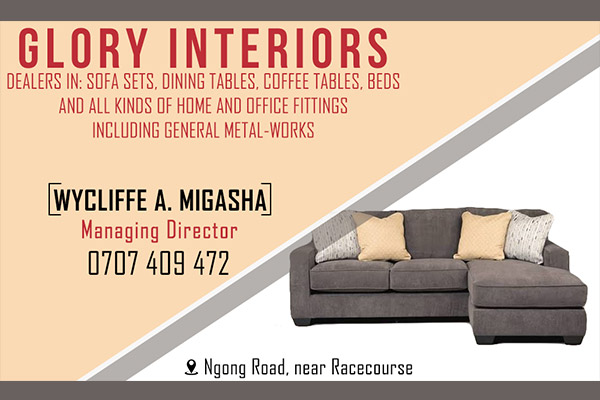 GLORY INTERIORS
DEALERS IN: SOFA SETS, DINING TABLES, COFFEE TABLES, BEDS
AND ALL KINDS OF HOME AND OFFICE FITTINGS
INCLUDING GENERAL METAL-WORKS
[WYCLIFFE A. MIGASHA]
Managing Director
0707 409 472
Ngong Road, near Racecourse